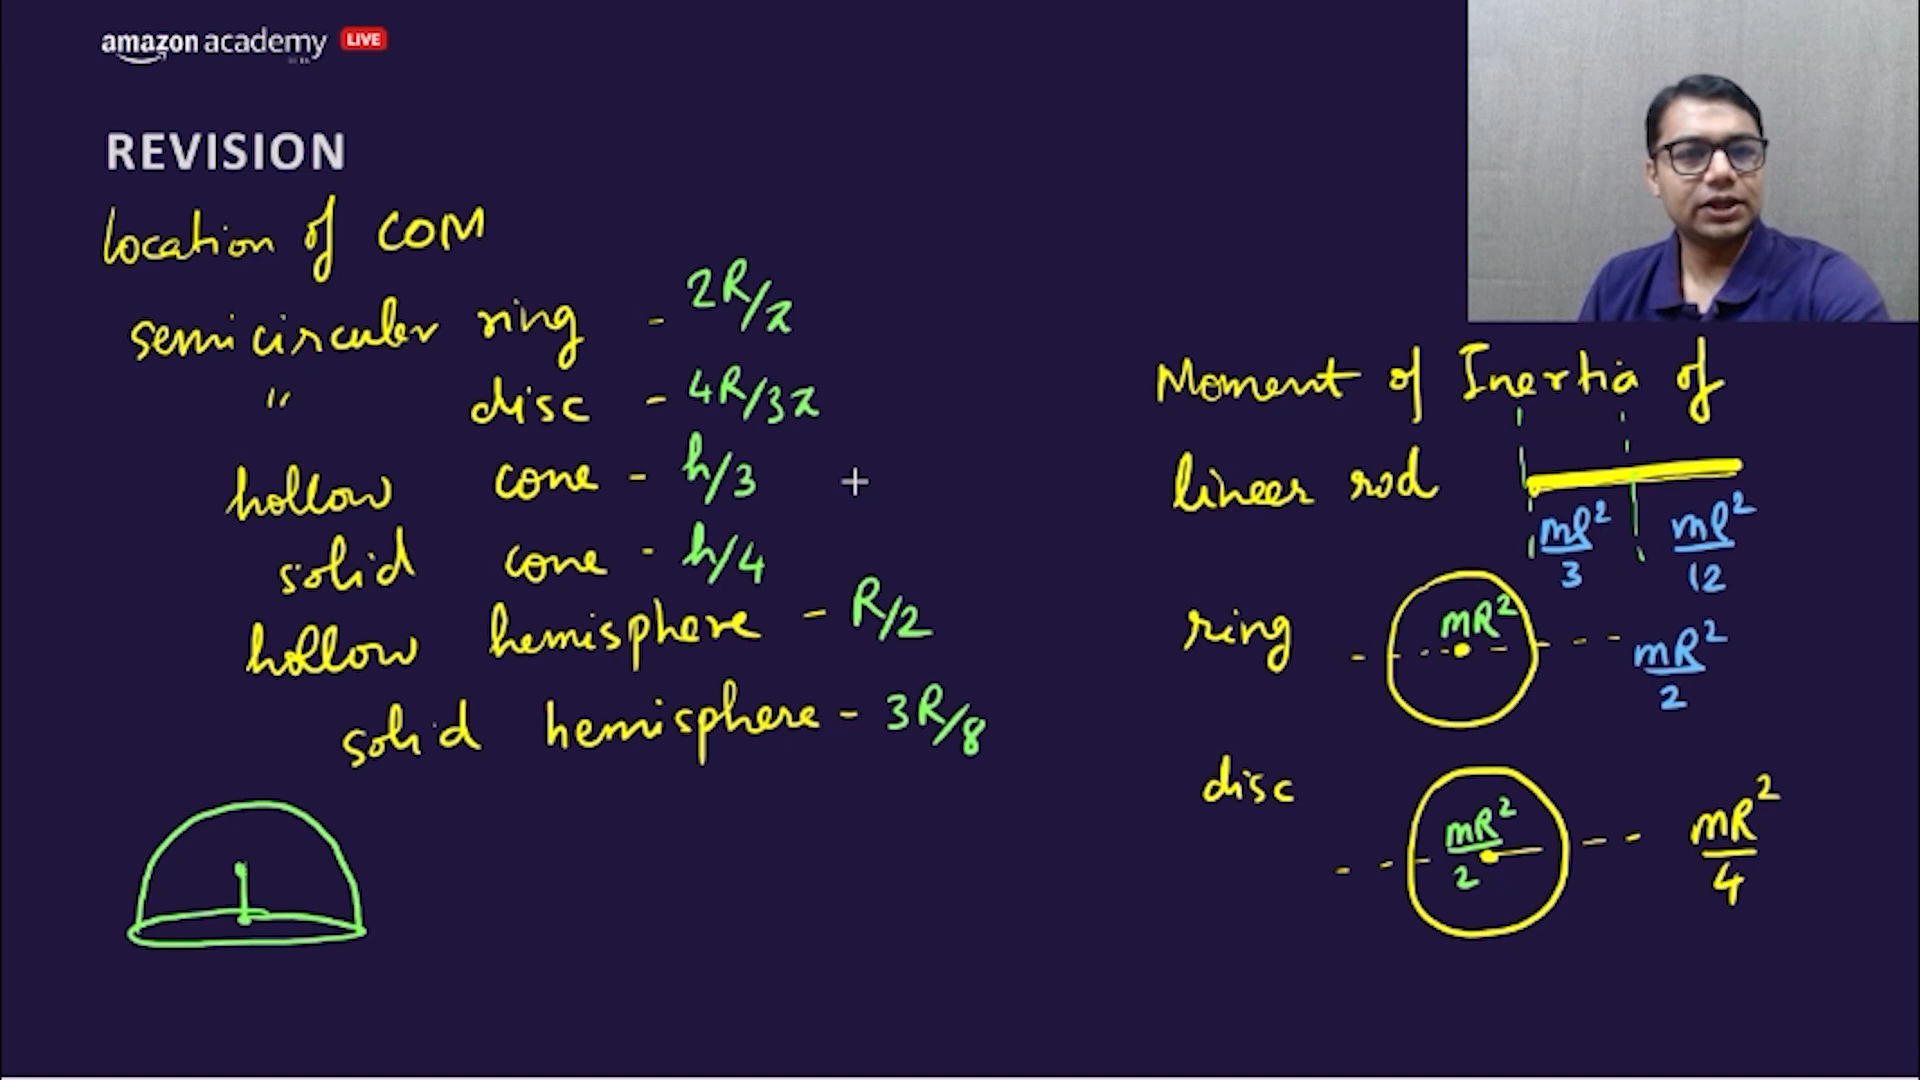 amazon academy LIVE
REVISION
location of COM
semicircular ring - 2R/π
" disc - 4R/3π
hollow cone - h/3
solid cone - h/4
hollow hemisphere - R/2
solid hemisphere - 3R/8
Moment of Inertia of
linear rod
ml²/3 ml²/12
ring mR² mR²/2
disc mR²/2 mR²/4